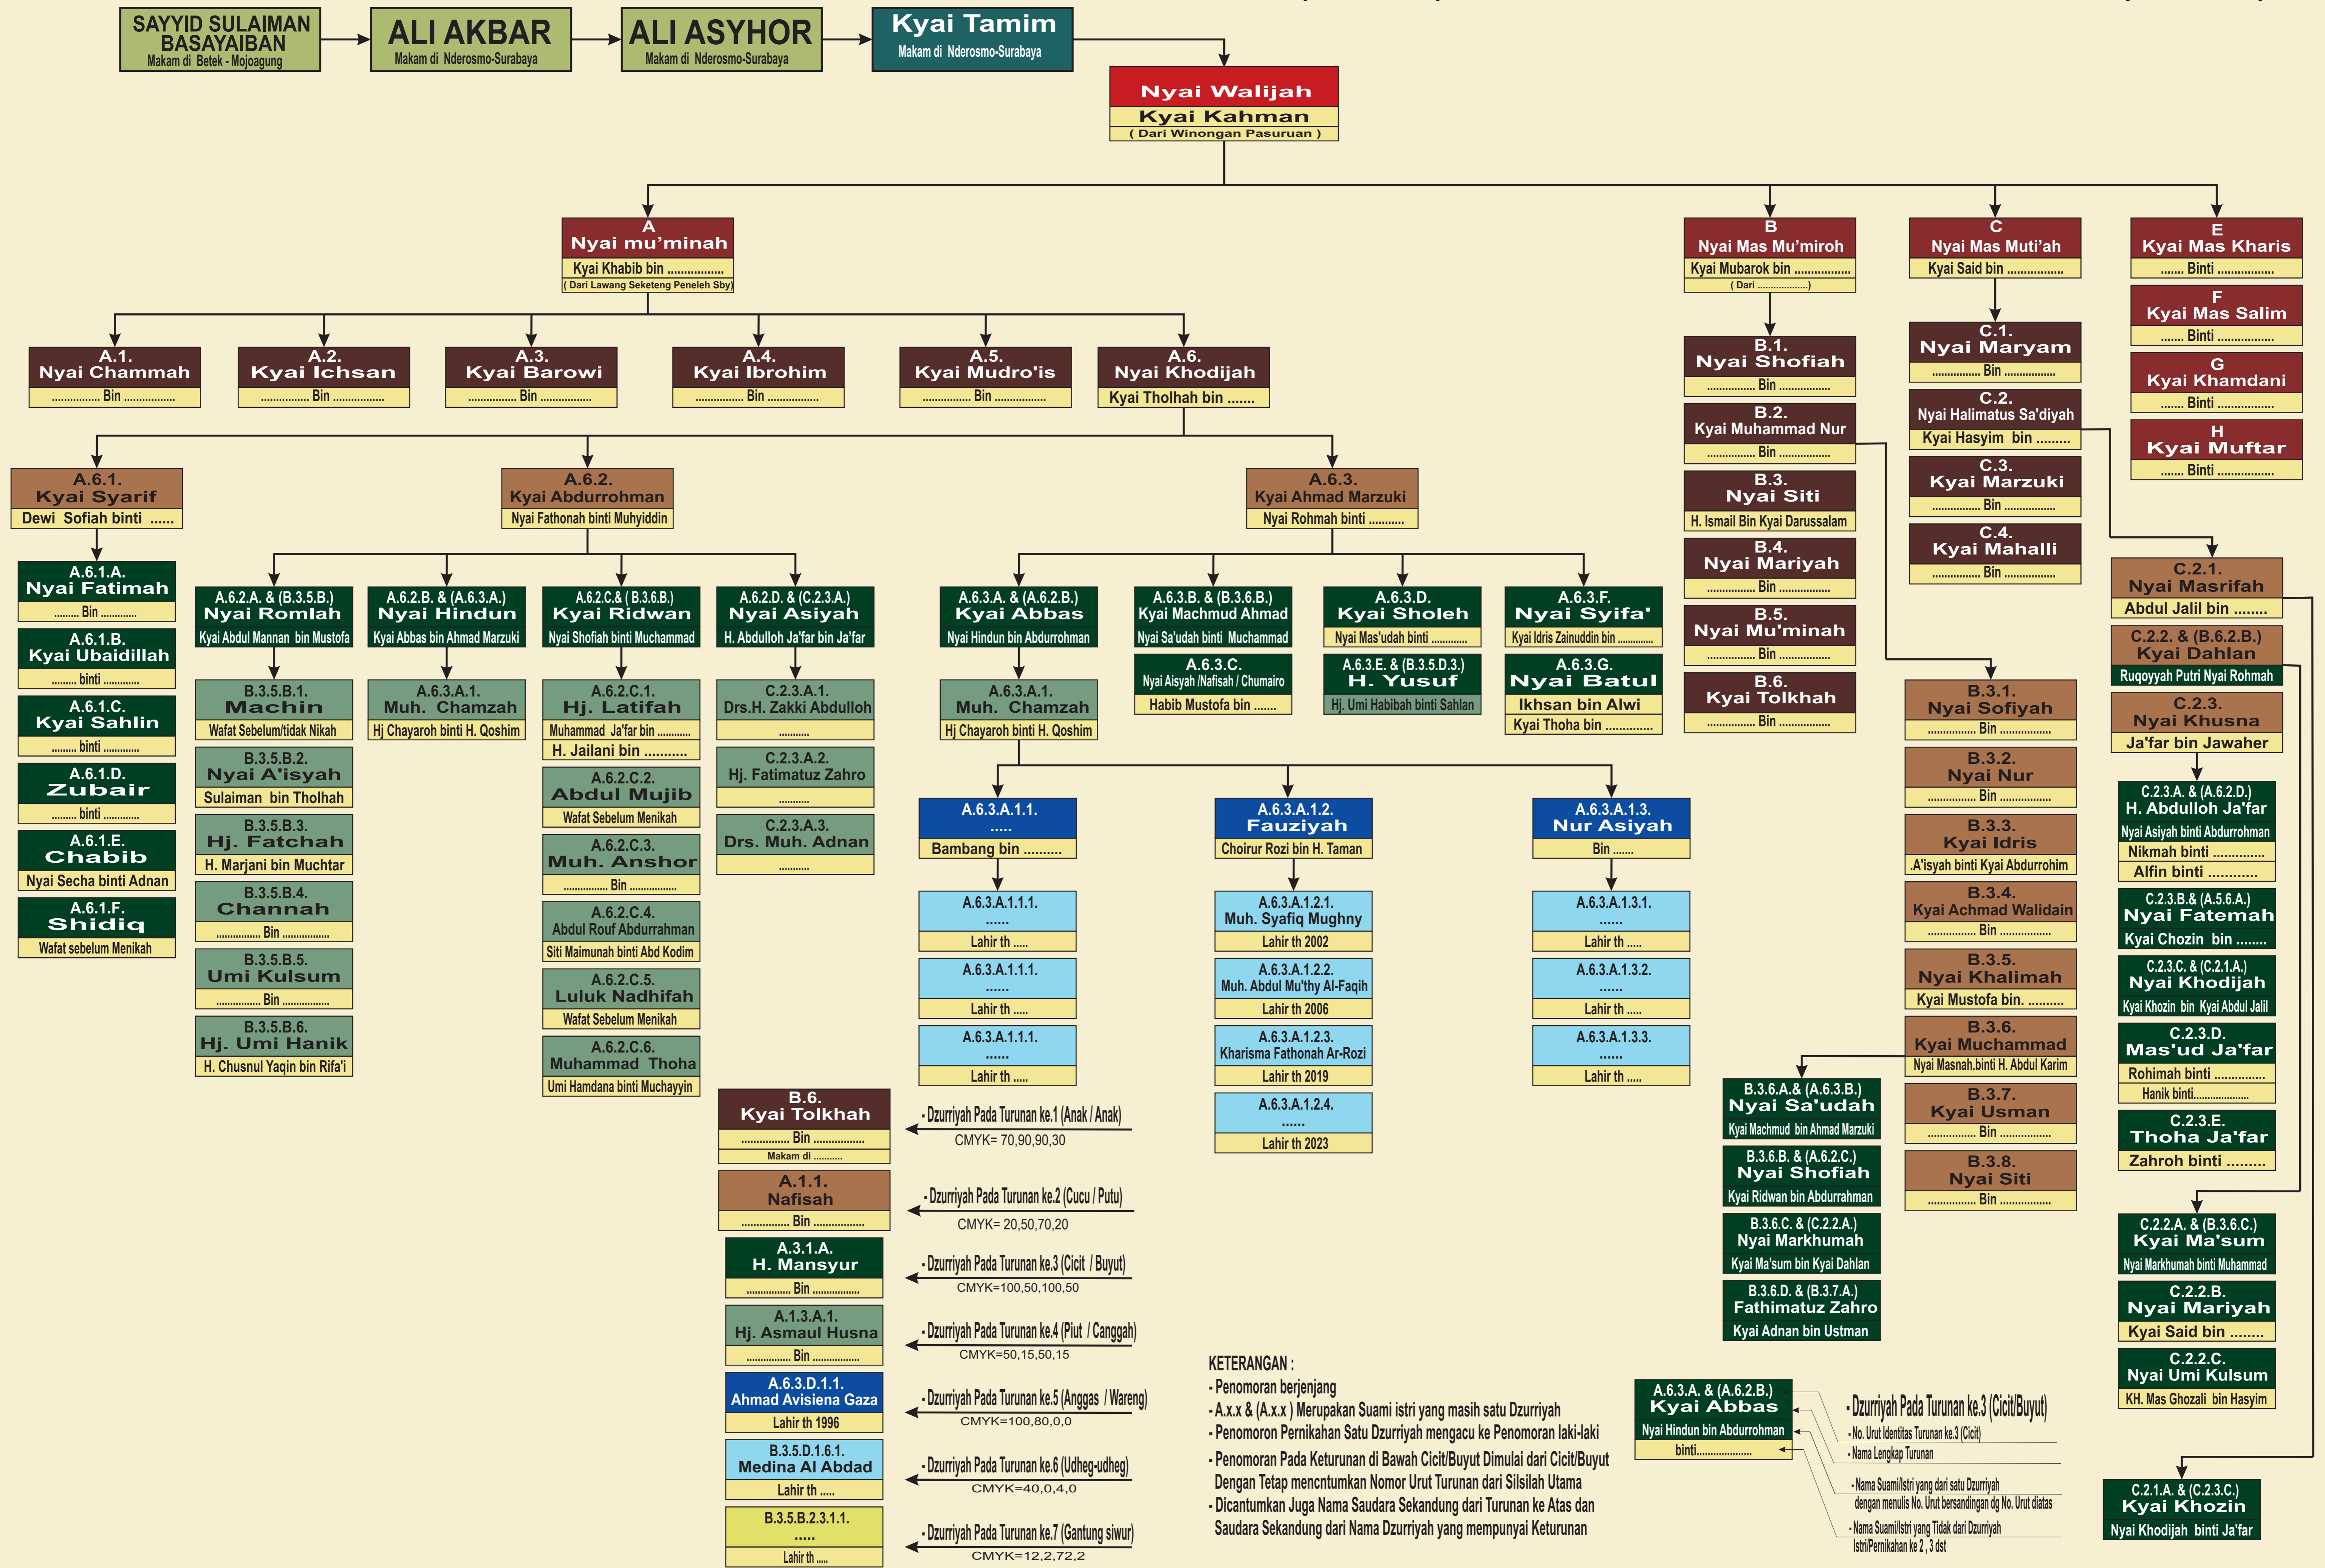 SAYYID SULAIMAN
BASAYAIBAN
Makam di Betek - Mojoagung
ALI AKBAR
Makam di Nderosmo-Surabaya
ALI ASYHOR
Makam di Nderosmo-Surabaya
Kyai Tamim
Makam di Nderosmo-Surabaya
Nyai Walijah
Kyai Kahman
( Dari Winongan Pasuruan )
A
Nyai mu'minah
Kyai Khabib bin .................
( Dari Lawang Seketeng Peneleh Sby)
B
Nyai Mas Mu'miroh
Kyai Mubarok bin .................
( Dari ...................)
C
Nyai Mas Muti'ah
Kyai Said bin .................
E
Kyai Mas Kharis
....... Binti .................
F
Kyai Mas Salim
....... Binti .................
G
Kyai Khamdani
....... Binti .................
H
Kyai Muftar
....... Binti .................
A.1.
Nyai Chammah
................ Bin .................
A.2.
Kyai Ichsan
................ Bin .................
A.3.
Kyai Barowi
................ Bin .................
A.4.
Kyai Ibrohim
................ Bin .................
A.5.
Kyai Mudro'is
................ Bin .................
A.6.
Nyai Khodijah
Kyai Tholhah bin .......
B.1.
Nyai Shofiah
................ Bin .................
B.2.
Kyai Muhammad Nur
................ Bin .................
B.3.
Nyai Siti
H. Ismail Bin Kyai Darussalam
B.4.
Nyai Mariyah
................ Bin .................
B.5.
Nyai Mu'minah
................ Bin .................
B.6.
Kyai Tolkhah
................ Bin .................
C.1.
Nyai Maryam
................ Bin .................
C.2.
Nyai Halimatus Sa'diyah
Kyai Hasyim bin .........
C.3.
Kyai Marzuki
................ Bin .................
C.4.
Kyai Mahalli
................ Bin .................
A.6.1.
Kyai Syarif
Dewi Sofiah binti ......
A.6.2.
Kyai Abdurrohman
Nyai Fathonah binti Muhyiddin
A.6.3.
Kyai Ahmad Marzuki
Nyai Rohmah binti ...........
A.6.1.A.
Nyai Fatimah
......... Bin .............
A.6.1.B.
Kyai Ubaidillah
......... binti .............
A.6.1.C.
Kyai Sahlin
......... binti .............
A.6.1.D.
Zubair
......... binti .............
A.6.1.E.
Chabib
Nyai Secha binti Adnan
A.6.1.F.
Shidiq
Wafat sebelum Menikah
A.6.2.A. & (B.3.5.B.)
Nyai Romlah
Kyai Abdul Mannan bin Mustofa
B.3.5.B.1.
Machin
Wafat Sebelum/tidak Nikah
B.3.5.B.2.
Nyai A'isyah
Sulaiman bin Tholhah
B.3.5.B.3.
Hj. Fatchah
H. Marjani bin Muchtar
B.3.5.B.4.
Channah
............... Bin ................
B.3.5.B.5.
Umi Kulsum
............... Bin ................
B.3.5.B.6.
Hj. Umi Hanik
H. Chusnul Yaqin bin Rifa'i
A.6.2.B. & (A.6.3.A.)
Nyai Hindun
Kyai Abbas bin Ahmad Marzuki
A.6.3.A.1.
Muh. Chamzah
Hj Chayaroh binti H. Qoshim
A.6.2.C.& ( B.3.6.B.)
Kyai Ridwan
Nyai Shofiah binti Muchammad
A.6.2.C.1.
Hj. Latifah
Muhammad Ja'far bin ............
H. Jailani bin ...........
A.6.2.C.2.
Abdul Mujib
Wafat Sebelum Menikah
A.6.2.C.3.
Muh. Anshor
............... Bin ................
A.6.2.C.4.
Abdul Rouf Abdurrahman
Siti Maimunah binti Abd Kodim
A.6.2.C.5.
Luluk Nadhifah
Wafat Sebelum Menikah
A.6.2.C.6.
Muhammad Thoha
Umi Hamdana binti Muchayyin
A.6.2.D. & (C.2.3.A.)
Nyai Asiyah
H. Abdulloh Ja'far bin Ja'far
C.2.3.A.1.
Drs.H. Zakki Abdulloh
...........
C.2.3.A.2.
Hj. Fatimatuz Zahro
...........
C.2.3.A.3.
Drs. Muh. Adnan
...........
A.6.3.A. & (A.6.2.B.)
Kyai Abbas
Nyai Hindun bin Abdurrohman
A.6.3.A.1.
Muh. Chamzah
Hj Chayaroh binti H. Qoshim
A.6.3.B. & (B.3.6.B.)
Kyai Machmud Ahmad
Nyai Sa'udah binti Muchammad
A.6.3.C.
Nyai Aisyah /Nafisah / Chumairo
Habib Mustofa bin .......
A.6.3.D.
Kyai Sholeh
Nyai Mas'udah binti .............
A.6.3.E. & (B.3.5.D.3.)
H. Yusuf
Hj. Umi Habibah binti Sahlan
A.6.3.F.
Nyai Syifa'
Kyai Idris Zainuddin bin .............
A.6.3.G.
Nyai Batul
Ikhsan bin Alwi
Kyai Thoha bin .............
A.6.3.A.1.1.
.....
Bambang bin ..........
A.6.3.A.1.2.
Fauziyah
Choirur Rozi bin H. Taman
A.6.3.A.1.3.
Nur Asiyah
Bin .......
A.6.3.A.1.1.1.
......
Lahir th .....
A.6.3.A.1.1.1.
......
Lahir th .....
A.6.3.A.1.1.1.
......
Lahir th .....
A.6.3.A.1.2.1.
Muh. Syafiq Mughny
Lahir th 2002
A.6.3.A.1.2.2.
Muh. Abdul Mu'thy Al-Faqih
Lahir th 2006
A.6.3.A.1.2.3.
Kharisma Fathonah Ar-Rozi
Lahir th 2019
A.6.3.A.1.2.4.
......
Lahir th 2023
A.6.3.A.1.3.1.
......
Lahir th .....
A.6.3.A.1.3.2.
......
Lahir th .....
A.6.3.A.1.3.3.
......
Lahir th .....
B.3.1.
Nyai Sofiyah
............... Bin ................
B.3.2.
Nyai Nur
............... Bin ................
B.3.3.
Kyai Idris
.A'isyah binti Kyai Abdurrohim
B.3.4.
Kyai Achmad Walidain
............... Bin ................
B.3.5.
Nyai Khalimah
Kyai Mustofa bin. ..........
B.3.6.
Kyai Muchammad
Nyai Masnah.binti H. Abdul Karim
B.3.7.
Kyai Usman
............... Bin ................
B.3.8.
Nyai Siti
............... Bin ................
B.3.6.A.& (A.6.3.B.)
Nyai Sa'udah
Kyai Machmud bin Ahmad Marzuki
B.3.6.B. & (A.6.2.C.)
Nyai Shofiah
Kyai Ridwan bin Abdurrahman
B.3.6.C. & (C.2.2.A.)
Nyai Markhumah
Kyai Ma'sum bin Kyai Dahlan
B.3.6.D. & (B.3.7.A.)
Fathimatuz Zahro
Kyai Adnan bin Ustman
C.2.1.
Nyai Masrifah
Abdul Jalil bin ........
C.2.2. & (B.6.2.B.)
Kyai Dahlan
Ruqoyyah Putri Nyai Rohmah
C.2.3.
Nyai Khusna
Ja'far bin Jawaher
C.2.3.A. & (A.6.2.D.)
H. Abdulloh Ja'far
Nyai Asiyah binti Abdurrohman
Nikmah binti .............
Alfin binti ............
C.2.3.B.& (A.5.6.A.)
Nyai Fatemah
Kyai Chozin bin ........
C.2.3.C. & (C.2.1.A.)
Nyai Khodijah
Kyai Khozin bin Kyai Abdul Jalil
C.2.3.D.
Mas'ud Ja'far
Rohimah binti .............
Hanik binti....................
C.2.3.E.
Thoha Ja'far
Zahroh binti .........
C.2.2.A. & (B.3.6.C.)
Kyai Ma'sum
Nyai Markhumah binti Muhammad
C.2.2.B.
Nyai Mariyah
Kyai Said bin ........
C.2.2.C.
Nyai Umi Kulsum
KH. Mas Ghozali bin Hasyim
C.2.1.A. & (C.2.3.C.)
Kyai Khozin
Nyai Khodijah binti Ja'far
B.6.
Kyai Tolkhah
................ Bin .................
Makam di ...........
- Dzurriyah Pada Turunan ke.1 (Anak / Anak)
CMYK= 70,90,90,30
A.1.1.
Nafisah
................ Bin .................
- Dzurriyah Pada Turunan ke.2 (Cucu / Putu)
CMYK= 20,50,70,20
A.3.1.A.
H. Mansyur
............... Bin ................
- Dzurriyah Pada Turunan ke.3 (Cicit / Buyut)
CMYK=100,50,100,50
A.1.3.A.1.
Hj. Asmaul Husna
............... Bin ................
- Dzurriyah Pada Turunan ke.4 (Piut / Canggah)
CMYK=50,15,50,15
A.6.3.D.1.1.
Ahmad Avisiena Gaza
Lahir th 1996
- Dzurriyah Pada Turunan ke.5 (Anggas / Wareng)
CMYK=100,80,0,0
B.3.5.D.1.6.1.
Medina Al Abdad
Lahir th .....
- Dzurriyah Pada Turunan ke.6 (Udheg-udheg)
CMYK=40,0,4,0
B.3.5.B.2.3.1.1.
.....
Lahir th .....
- Dzurriyah Pada Turunan ke.7 (Gantung siwur)
CMYK=12,2,72,2
KETERANGAN :
- Penomoran berjenjang
- A.x.x & (A.x.x ) Merupakan Suami istri yang masih satu Dzurriyah
- Penomoron Pernikahan Satu Dzurriyah mengacu ke Penomoran laki-laki
- Penomoran Pada Keturunan di Bawah Cicit/Buyut Dimulai dari Cicit/Buyut
Dengan Tetap mencntumkan Nomor Urut Turunan dari Silsilah Utama
- Dicantumkan Juga Nama Saudara Sekandung dari Turunan ke Atas dan
Saudara Sekandung dari Nama Dzurriyah yang mempunyai Keturunan
A.6.3.A. & (A.6.2.B.)
Kyai Abbas
Nyai Hindun bin Abdurrohman
binti...................
- Dzurriyah Pada Turunan ke.3 (Cicit/Buyut)
- No. Urut Identitas Turunan ke.3 (Cicit)
- Nama Lengkap Turunan
- Nama Suami/Istri yang dari satu Dzurriyah
dengan menulis No. Urut bersandingan dg No. Urut diatas
- Nama Suami/Istri yang Tidak dari Dzurriyah
Istri/Pernikahan ke 2 , 3 dst